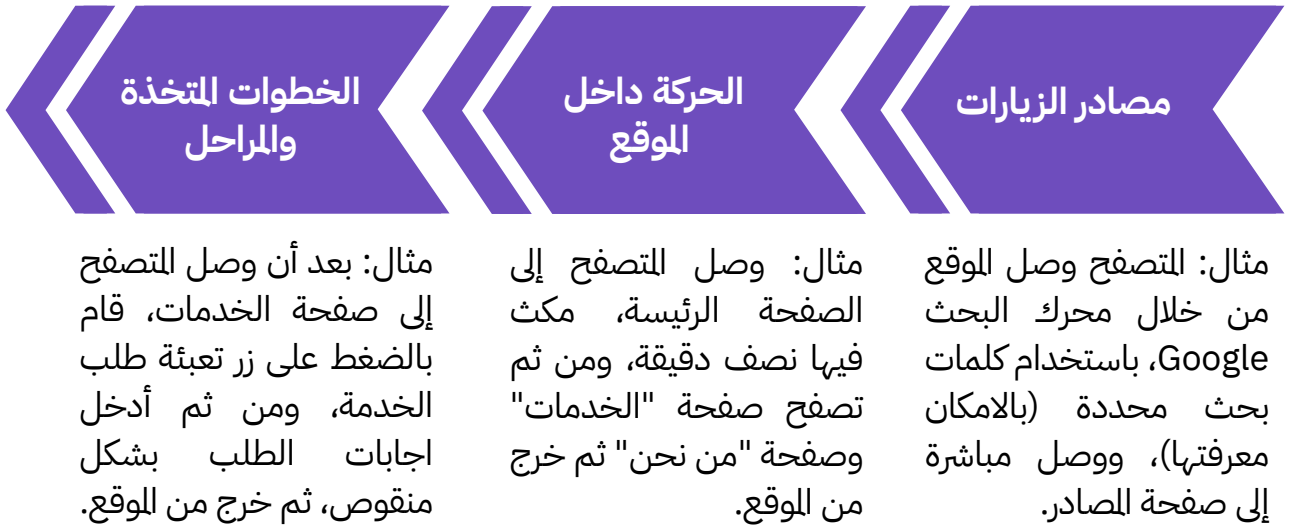 مصادر الزيارات
مثال: المتصفح وصل الموقع
من خلال محرك البحث
Google، باستخدام كلمات
بحث محددة (بالامكان
معرفتها)، ووصل مباشرة
إلى صفحة المصادر.
الحركة داخل
الموقع
مثال: وصل المتصفح إلى
الصفحة الرئيسة، مكث
فيها نصف دقيقة، ومن ثم
تصفح صفحة "الخدمات"
وصفحة "من نحن" ثم خرج
من الموقع.
الخطوات المتخذة
والمراحل
مثال: بعد أن وصل المتصفح
إلى صفحة الخدمات، قام
بالضغط على زر تعبئة طلب
الخدمة، ومن ثم أدخل
اجابات الطلب بشكل
منقوص، ثم خرج من الموقع.